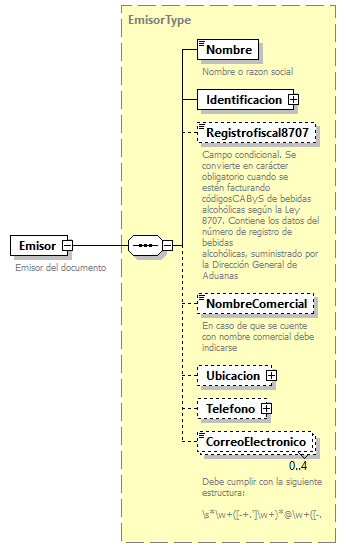 EmisorType
Nombre
Nombre o razon social
Identificacion
Registrofiscal8707
Campo condicional. Se
convierte en carácter
obligatorio cuando se
estén facturando
códigosCAByS de bebidas
alcohólicas según la Ley
8707. Contiene los datos del
número de registro de
bebidas
alcohólicas, suministrado por
la Dirección General de
Aduanas
Emisor
Emisor del documento
NombreComercial
En caso de que se cuente
con nombre comercial debe
indicarse
Ubicacion
Telefono
CorreoElectronico
0..4
Debe cumplir con la siguiente
estructura:
\s*\w+([-+.']\w+)*@\w+([-.